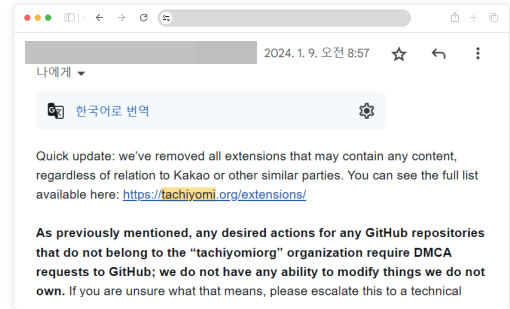 2024. 1. 9. 오전 8:57
나에게
한국어로 번역
Quick update: we've removed all extensions that may contain any content,
regardless of relation to Kakao or other similar parties. You can see the full list
available here: https://tachiyomi.org/extensions/
As previously mentioned, any desired actions for any GitHub repositories
that do not belong to the “tachiyomiorg” organization require DMCA
requests to GitHub; we do not have any ability to modify things we do not
own. If you are unsure what that means, please escalate this to a technical